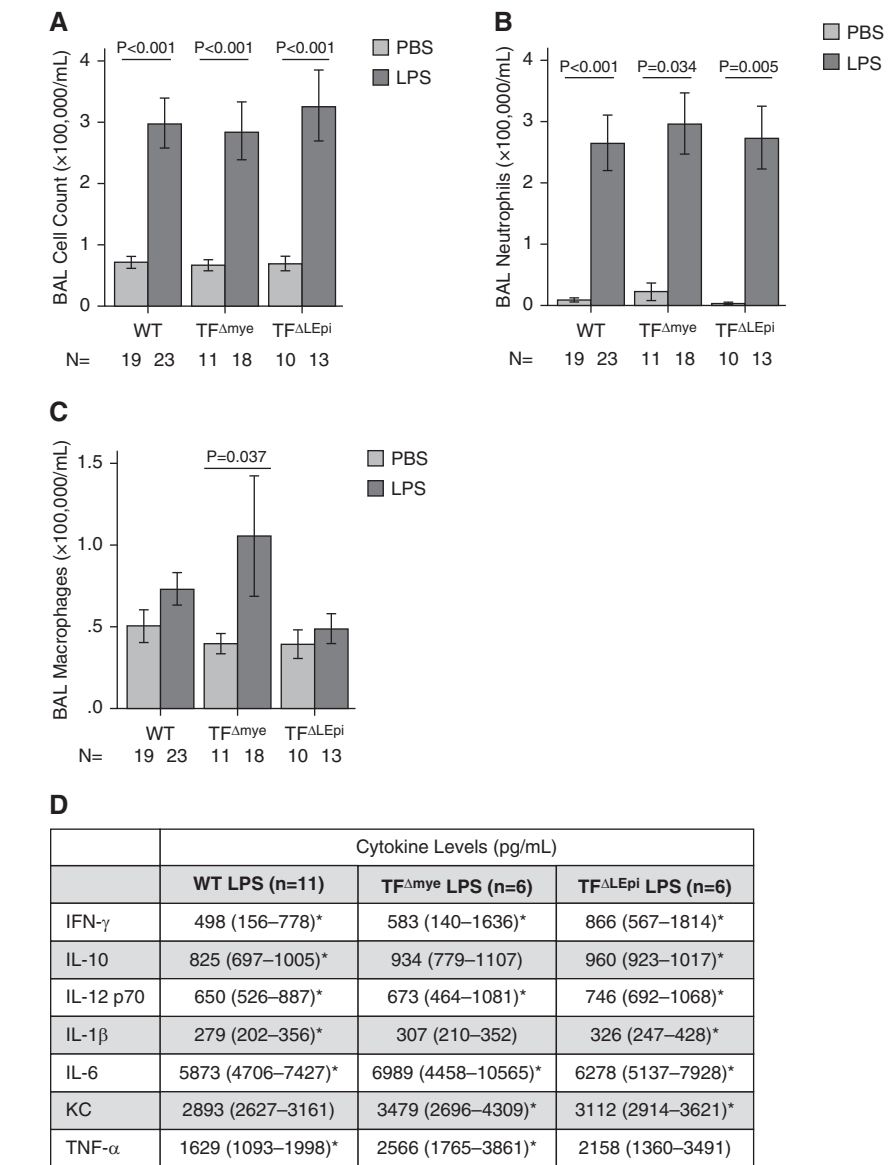 A
BAL Cell Count (×100,000/mL)
4
3
2
1
0
P<0.001 P<0.001 P<0.001
PBS
LPS
WT TFΔmye TFΔLEpi
N= 19 23 11 18 10 13
B
BAL Neutrophils (×100,000/mL)
4
3
2
1
0
P<0.001 P=0.034 P=0.005
PBS
LPS
WT TFΔmye TFΔLEpi
N= 19 23 11 18 10 13
C
BAL Macrophages (×100,000/mL)
1.5
1.0
.5
.0
P=0.037
PBS
LPS
WT TFΔmye TFΔLEpi
N= 19 23 11 18 10 13
D
Cytokine Levels (pg/mL)
WT LPS (n=11) TFΔmye LPS (n=6) TFΔLEpi LPS (n=6)
IFN-γ 498 (156–778)* 583 (140–1636)* 866 (567–1814)*
IL-10 825 (697–1005)* 934 (779–1107) 960 (923–1017)*
IL-12 p70 650 (526–887)* 673 (464–1081)* 746 (692–1068)*
IL-1β 279 (202–356)* 307 (210–352) 326 (247–428)*
IL-6 5873 (4706–7427)* 6989 (4458–10565)* 6278 (5137–7928)*
KC 2893 (2627–3161) 3479 (2696–4309)* 3112 (2914–3621)*
TNF-α 1629 (1093–1998)* 2566 (1765–3861)* 2158 (1360–3491)